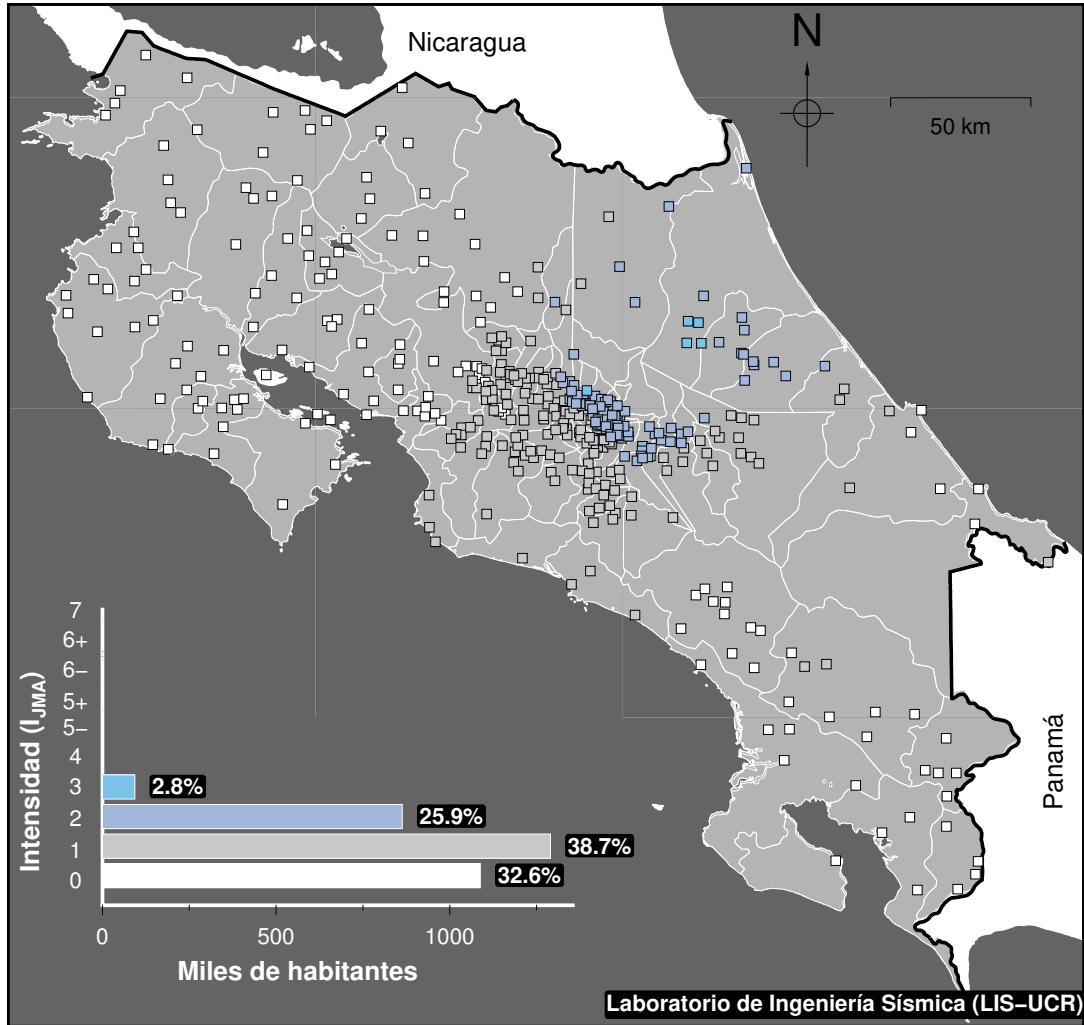 Nicaragua
N
50 km
Panamá
Intensidad (I_JMA)
7
6+
6−
5+
5−
4
3
2.8%
2
25.9%
1
38.7%
0
32.6%
0
500
1000
Miles de habitantes
Laboratorio de Ingeniería Sísmica (LIS−UCR)